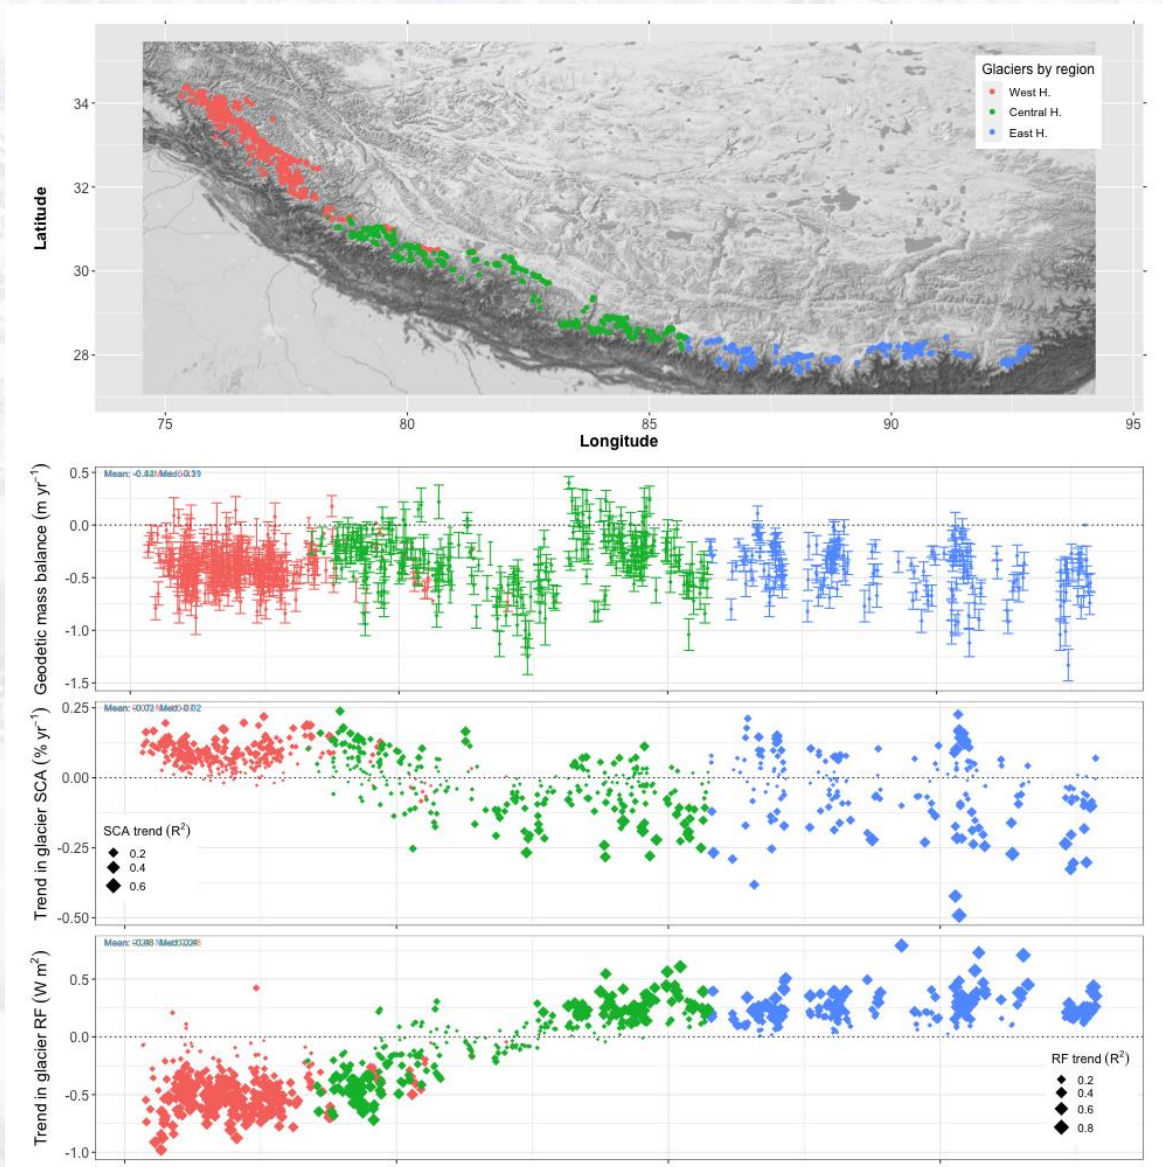 Glaciers by region
West H.
Central H.
East H.
Latitude
34
32
30
28
75 80 85 90 95
Longitude
Geodetic mass balance (m yr⁻¹)
0.5
0.0
-0.5
-1.0
-1.5
Mean:
Trend in glacier SCA (% yr⁻¹)
0.25
0.00
-0.25
-0.50
Mean:
SCA trend (R²)
0.2
0.4
0.6
Trend in glacier RF (W m²)
0.5
0.0
-0.5
-1.0
Mean:
RF trend (R²)
0.2
0.4
0.6
0.8